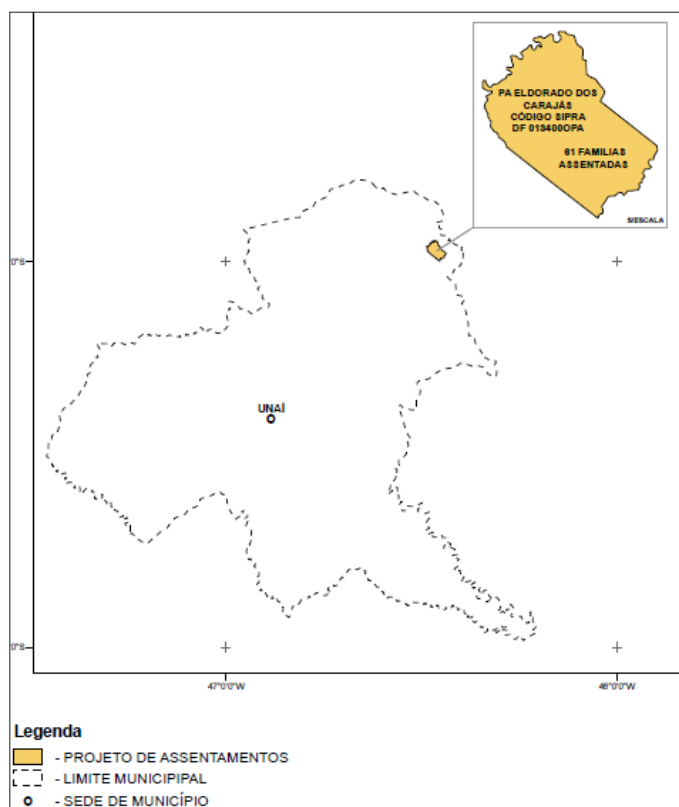 PA ELDORADO DOS
CARAJÁS
CÓDIGO SIPRA
DF 013400OPA
61 FAMILIAS
ASSENTADAS
S/ESCALA
0"S
UNAÍ
0"S
47°0'0"W
46°0'0"W
Legenda
- PROJETO DE ASSENTAMENTOS
- LIMITE MUNICIPIPAL
- SEDE DE MUNICÍPIO